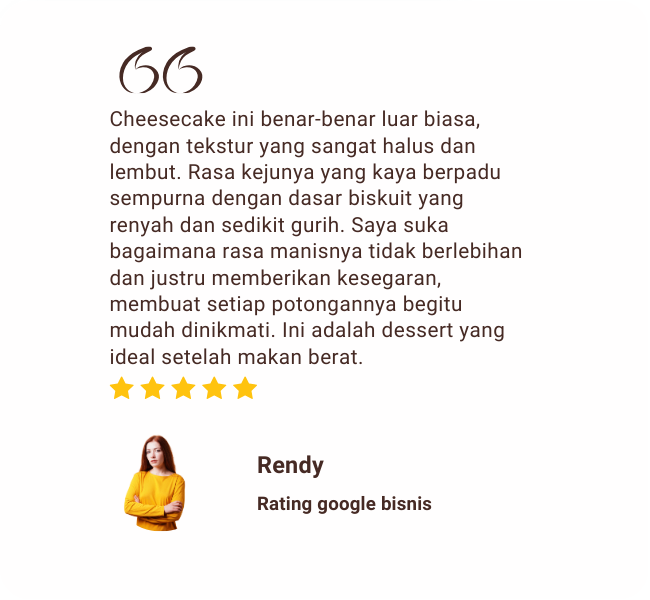 Cheesecake ini benar-benar luar biasa,
dengan tekstur yang sangat halus dan
lembut. Rasa kejunya yang kaya berpadu
sempurna dengan dasar biskuit yang
renyah dan sedikit gurih. Saya suka
bagaimana rasa manisnya tidak berlebihan
dan justru memberikan kesegaran,
membuat setiap potongannya begitu
mudah dinikmati. Ini adalah dessert yang
ideal setelah makan berat.
Rendy
Rating google bisnis